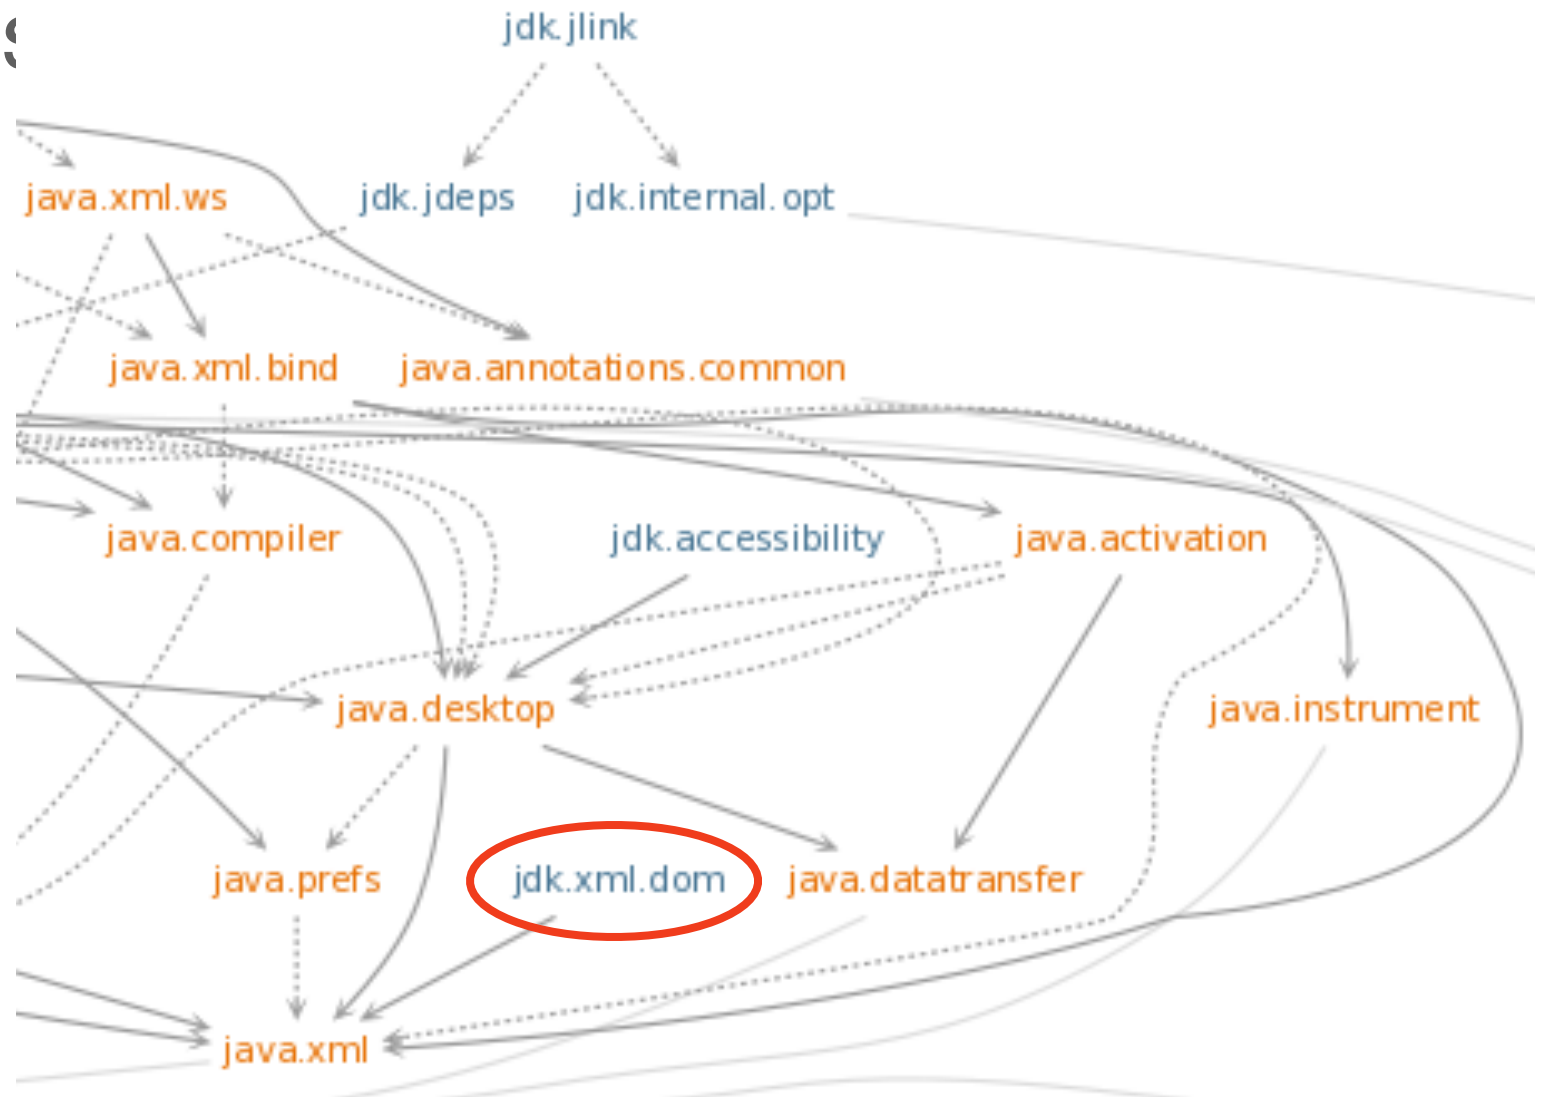 jdk.jlink
java.xml.ws
jdk.jdeps
jdk.internal.opt
java.xml.bind
java.annotations.common
java.compiler
jdk.accessibility
java.activation
java.desktop
java.instrument
java.prefs
jdk.xml.dom
java.datatransfer
java.xml